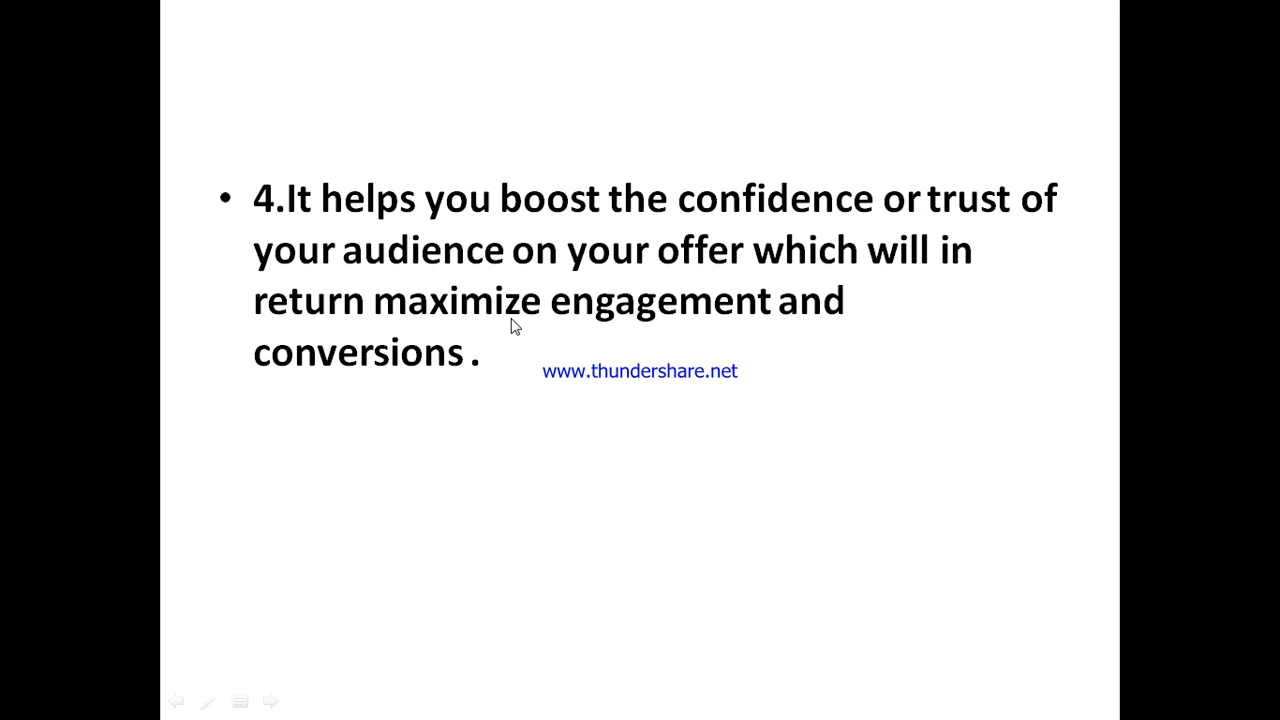 • 4.It helps you boost the confidence or trust of
your audience on your offer which will in
return maximize engagement and
conversions .
www.thundershare.net